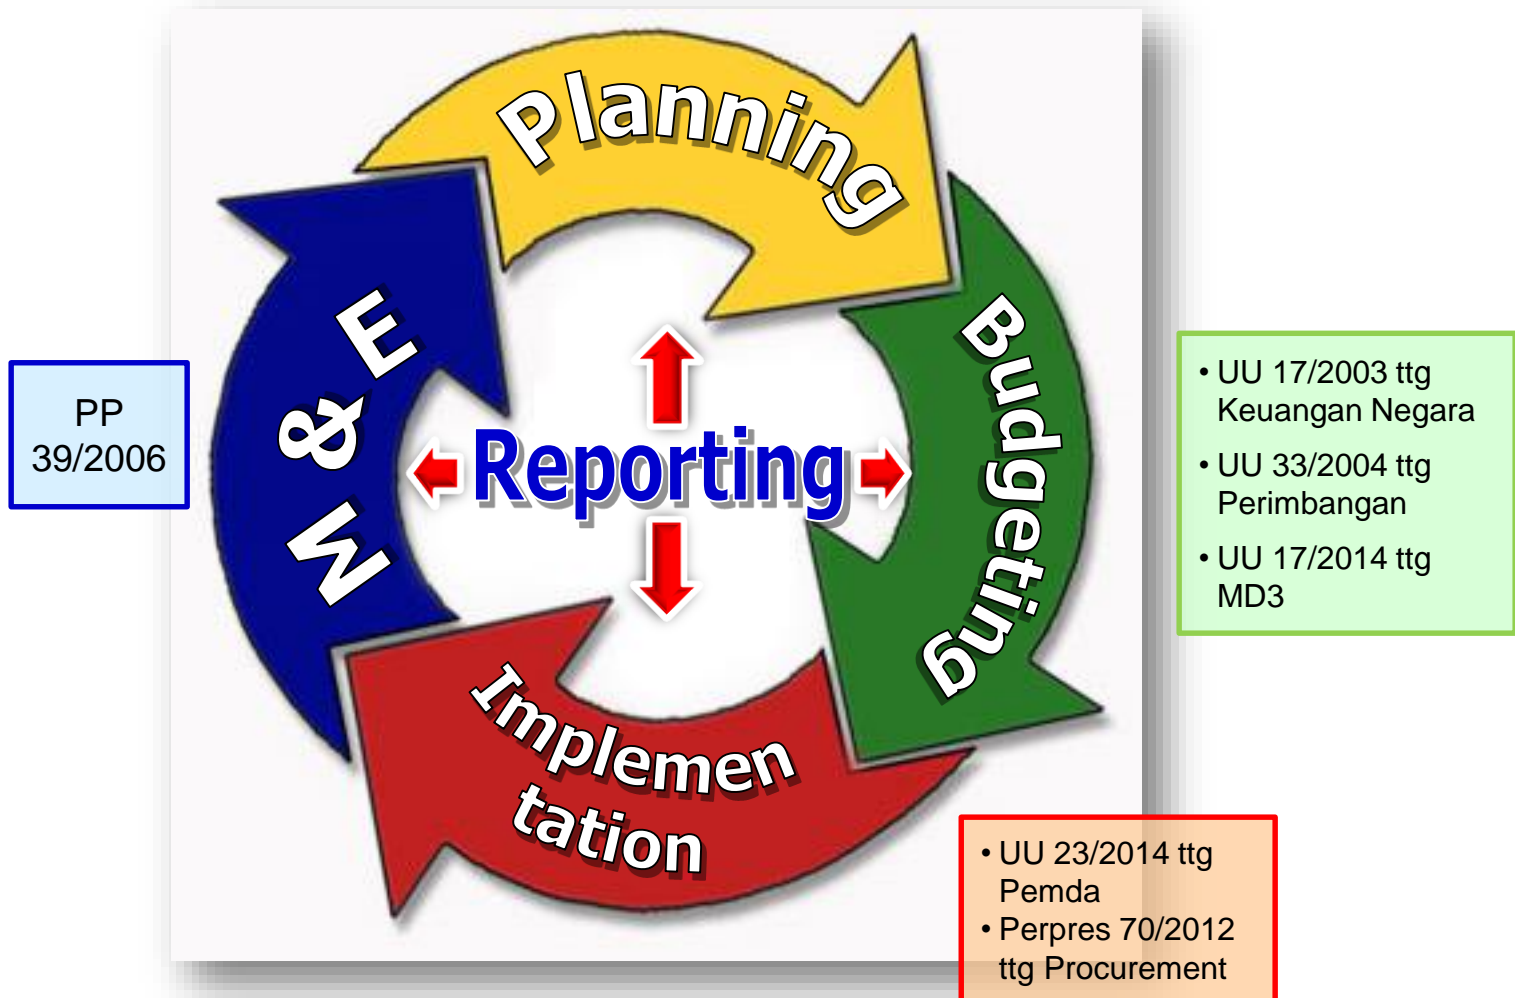 Planning
Budgeting
Implemen
tation
M & E
Reporting
PP
39/2006
• UU 17/2003 ttg
Keuangan Negara
• UU 33/2004 ttg
Perimbangan
• UU 17/2014 ttg
MD3
• UU 23/2014 ttg
Pemda
• Perpres 70/2012
ttg Procurement